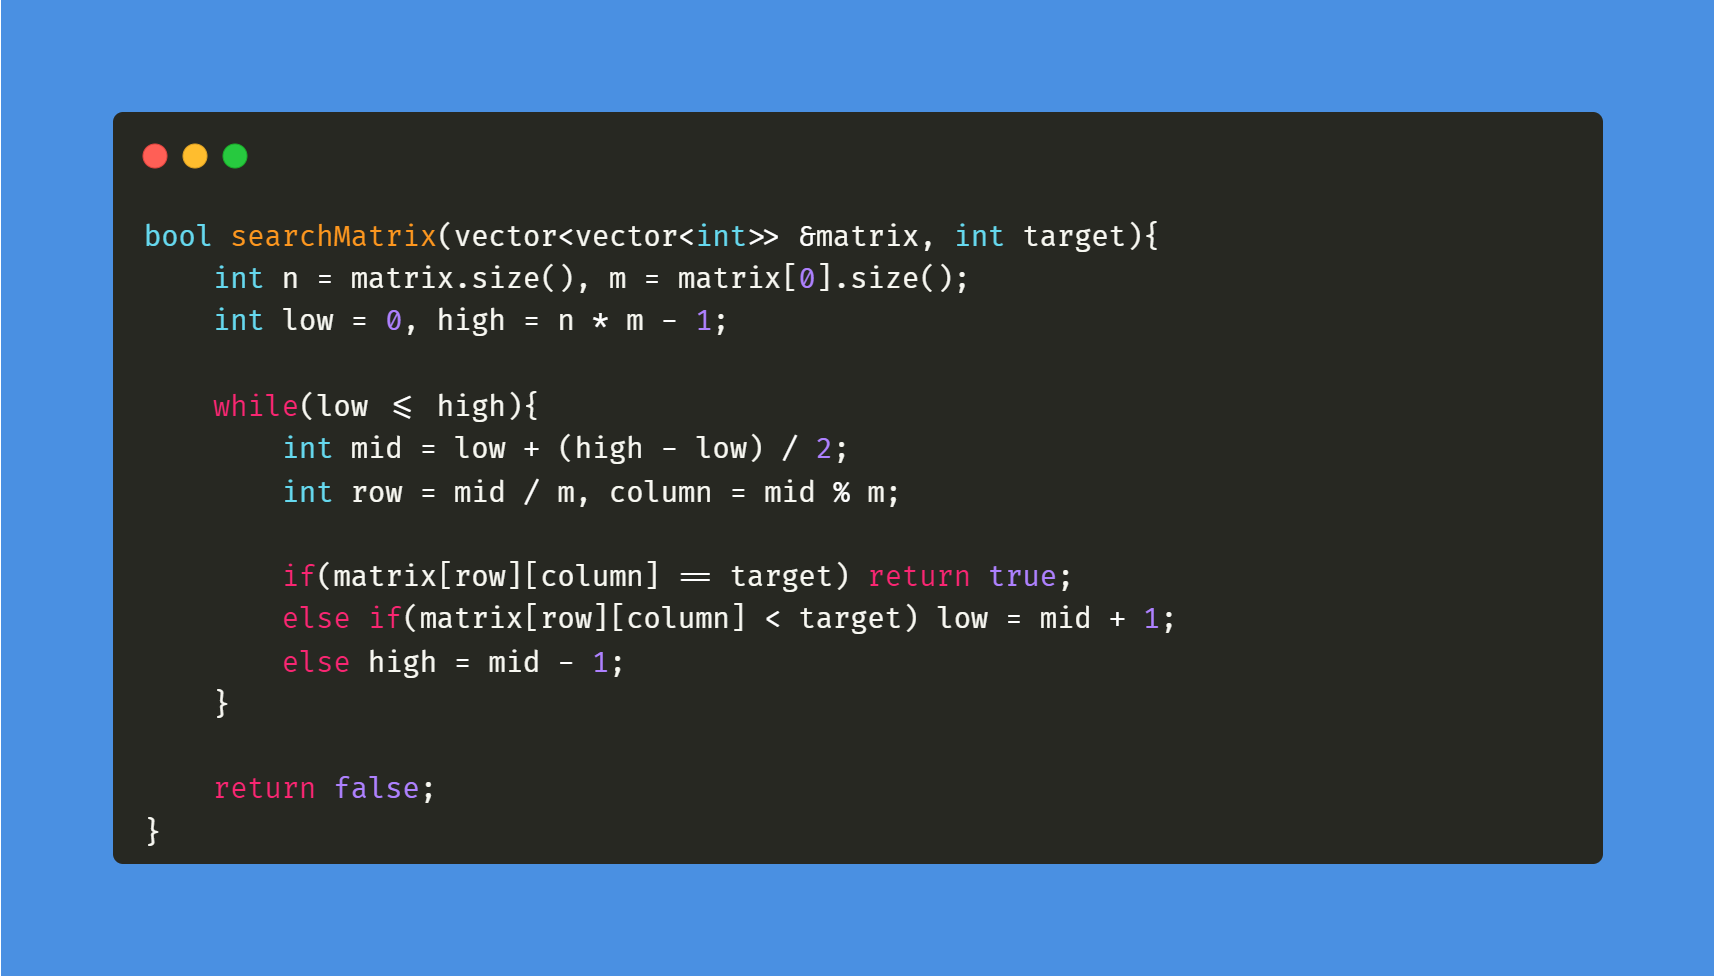 bool searchMatrix(vector<vector<int>> &matrix, int target){
    int n = matrix.size(), m = matrix[0].size();
    int low = 0, high = n * m - 1;

    while(low <= high){
        int mid = low + (high - low) / 2;
        int row = mid / m, column = mid % m;

        if(matrix[row][column] == target) return true;
        else if(matrix[row][column] < target) low = mid + 1;
        else high = mid - 1;
    }

    return false;
}